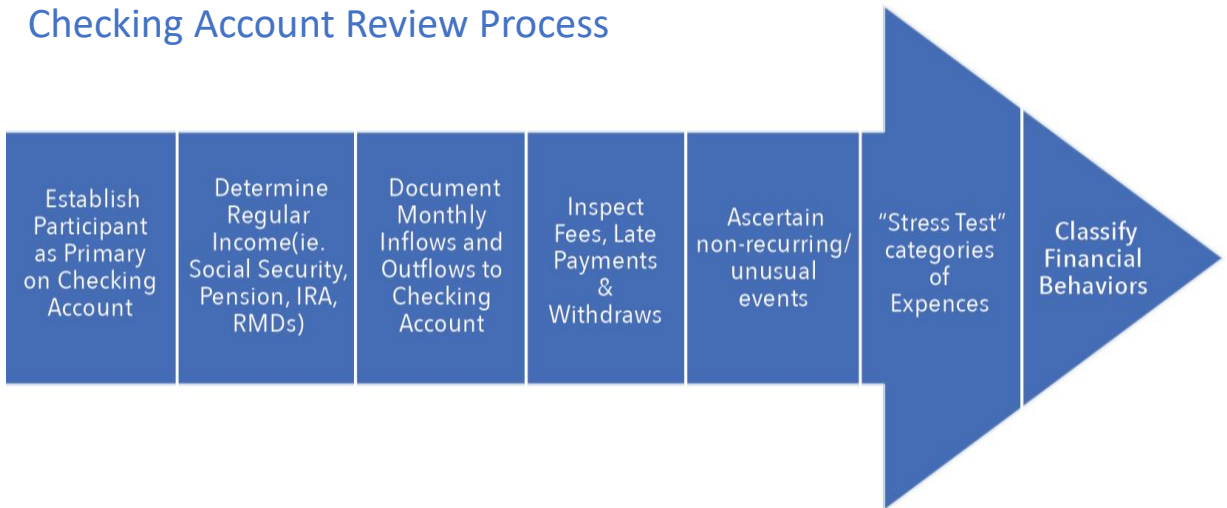 Checking Account Review Process
Establish
Participant
as Primary
on Checking
Account
Determine
Regular
Income(ie.
Social Security,
Pension, IRA,
RMDs)
Document
Monthly
Inflows and
Outflows to
Checking
Account
Inspect
Fees, Late
Payments
&
Withdraws
Ascertain
non-recurring/
unusual
events
"Stress Test"
categories
of
Expences
Classify
Financial
Behaviors